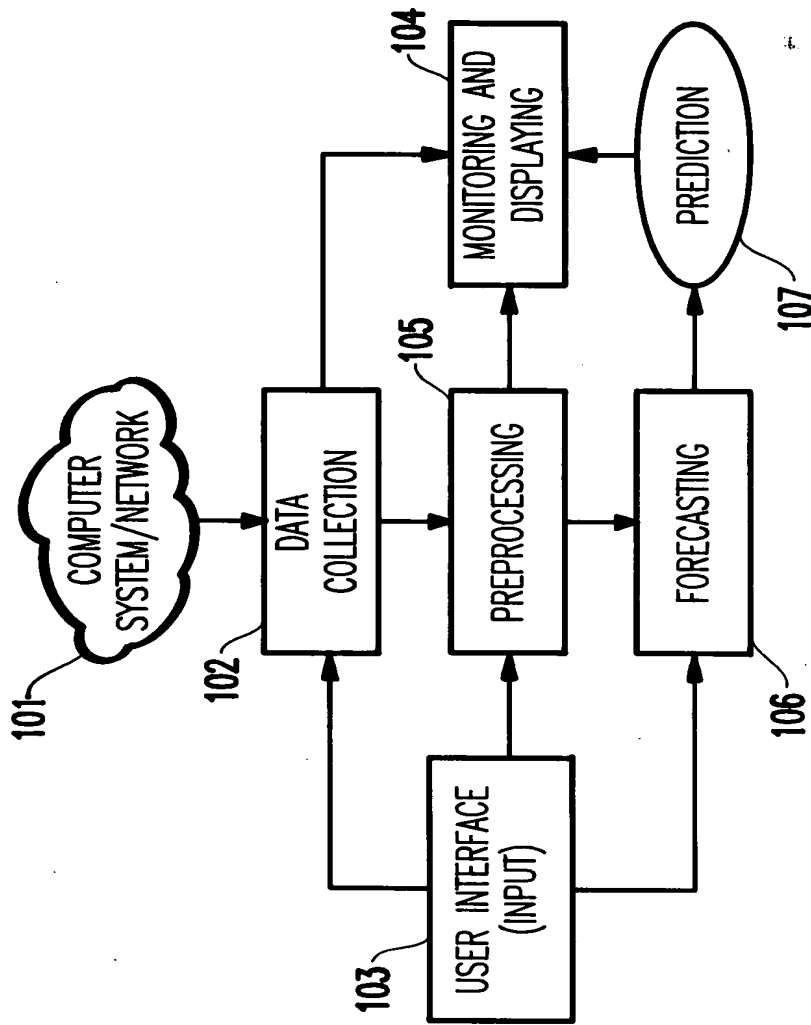 101
COMPUTER
SYSTEM/NETWORK
102
DATA
COLLECTION
103
USER INTERFACE
(INPUT)
105
PREPROCESSING
104
MONITORING AND
DISPLAYING
106
FORECASTING
107
PREDICTION